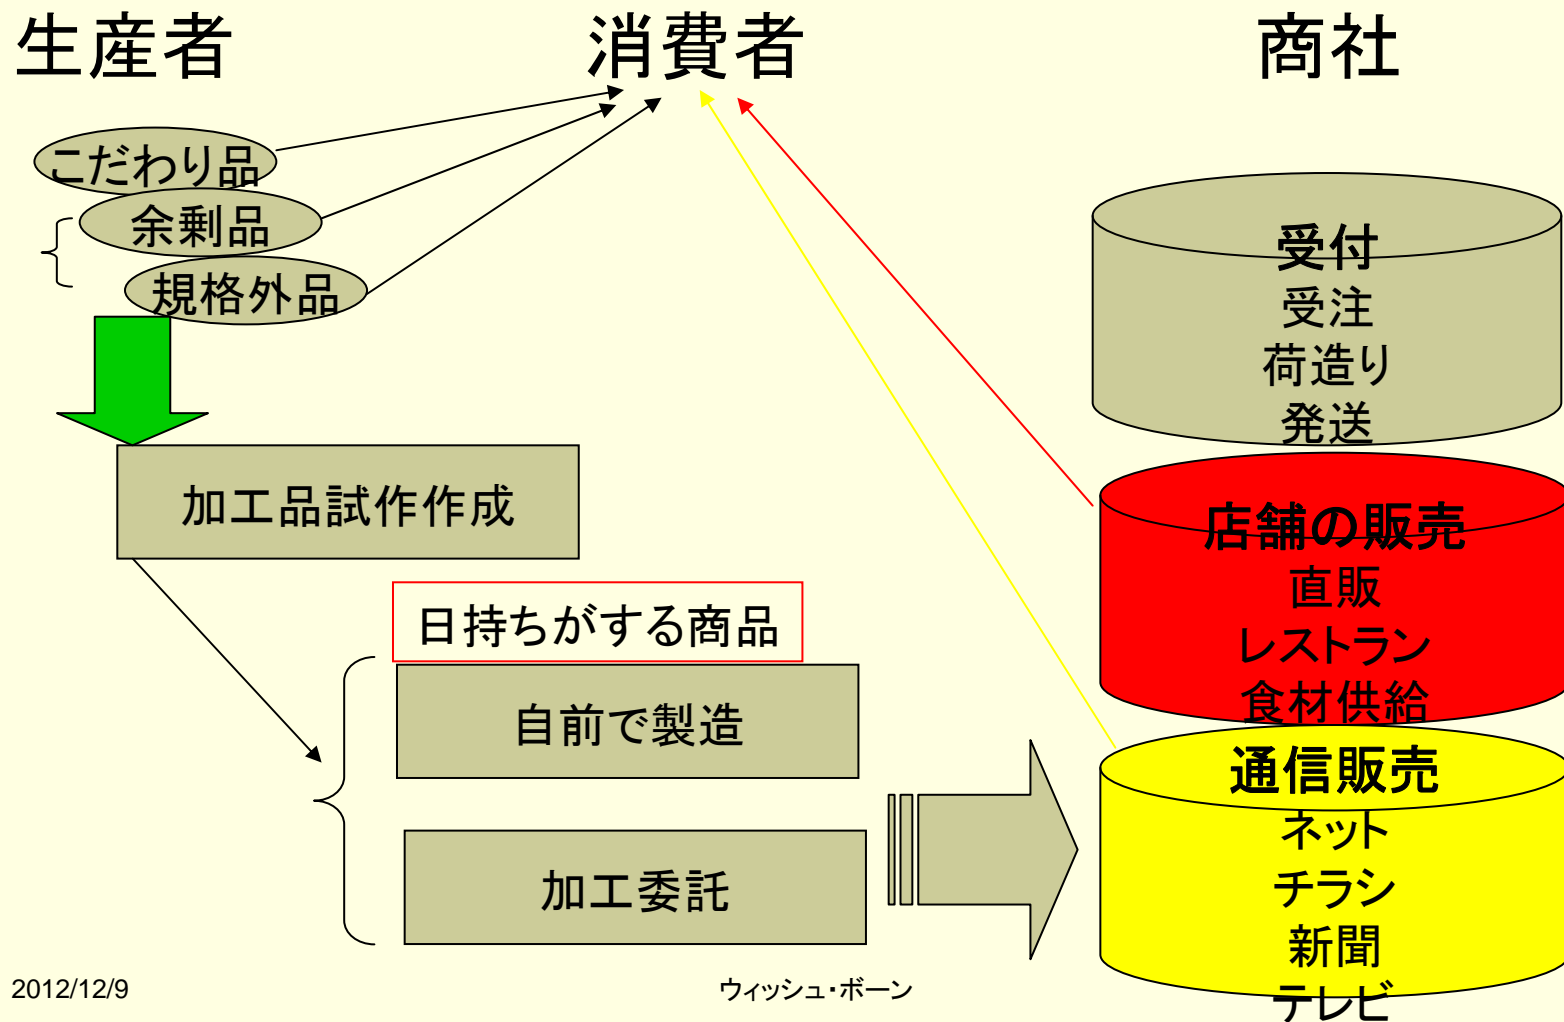 生産者
消費者
商社
こだわり品
余剰品
規格外品
加工品試作作成
日持ちがする商品
自前で製造
加工委託
受付
受注
荷造り
発送
店舗の販売
直販
レストラン
食材供給
通信販売
ネット
チラシ
新聞
テレビ
2012/12/9
ウィッシュ・ボーン